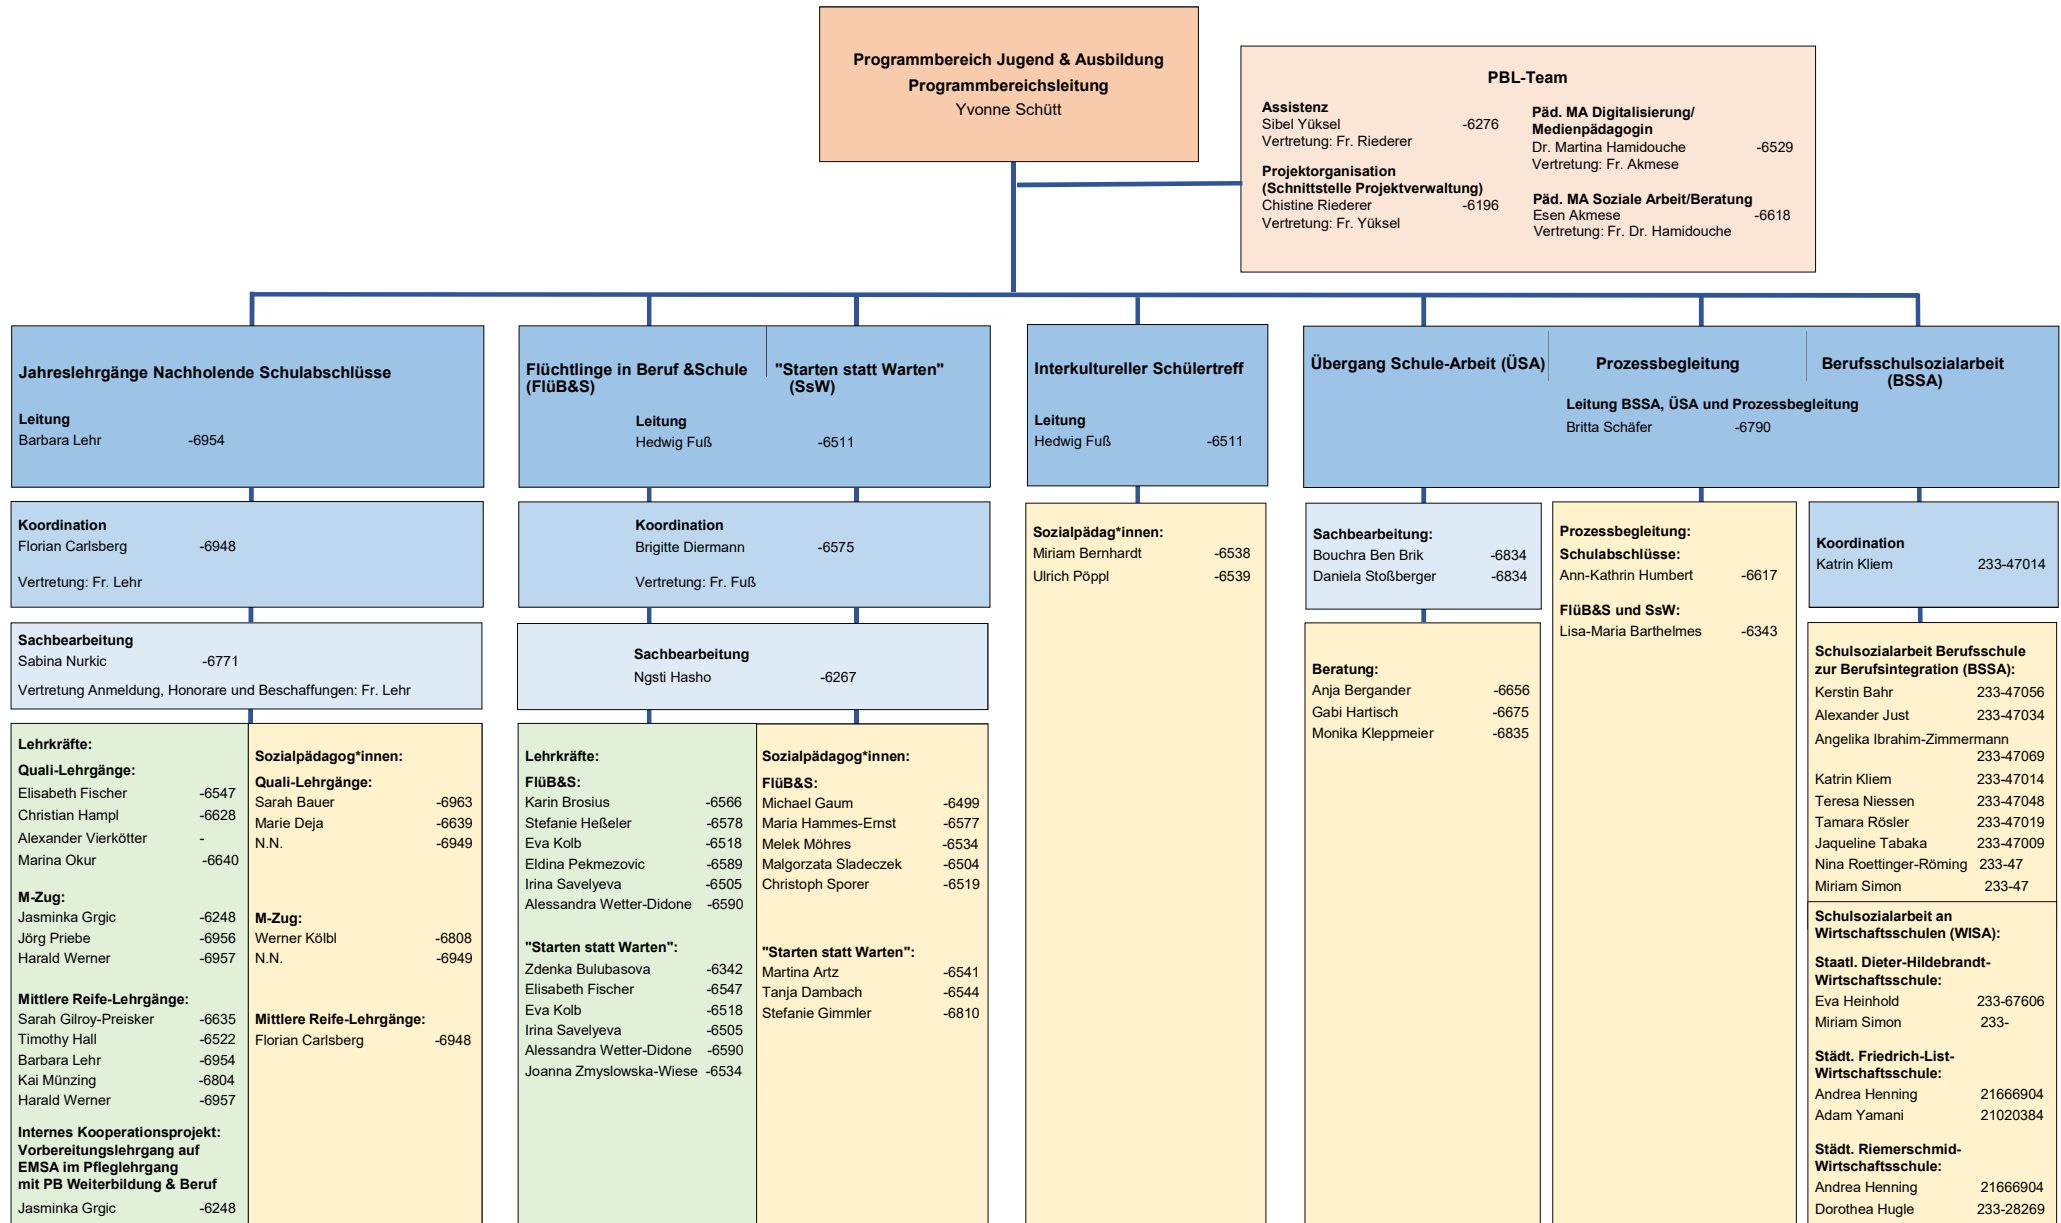 Programmbereich Jugend & Ausbildung
Programmbereichsleitung
Yvonne Schütt
PBL-Team
Assistenz
Sibel Yüksel -6276
Vertretung: Fr. Riederer
Projektorganisation
(Schnittstelle Projektverwaltung)
Chistine Riederer -6196
Vertretung: Fr. Yüksel
Päd. MA Digitalisierung/
Medienpädagogin
Dr. Martina Hamidouche -6529
Vertretung: Fr. Akmese
Päd. MA Soziale Arbeit/Beratung
Esen Akmese -6618
Vertretung: Fr. Dr. Hamidouche
Jahreslehrgänge Nachholende Schulabschlüsse
Leitung
Barbara Lehr -6954
Koordination
Florian Carlsberg -6948
Vertretung: Fr. Lehr
Sachbearbeitung
Sabina Nurkic -6771
Vertretung Anmeldung, Honorare und Beschaffungen: Fr. Lehr
Lehrkräfte:
Quali-Lehrgänge:
Elisabeth Fischer -6547
Christian Hampl -6628
Alexander Vierkötter -
Marina Okur -6640
M-Zug:
Jasminka Grgic -6248
Jörg Priebe -6956
Harald Werner -6957
Mittlere Reife-Lehrgänge:
Sarah Gilroy-Preisker -6635
Timothy Hall -6522
Barbara Lehr -6954
Kai Münzing -6804
Harald Werner -6957
Internes Kooperationsprojekt:
Vorbereitungslehrgang auf
EMSA im Pfleglehrgang
mit PB Weiterbildung & Beruf
Jasminka Grgic -6248
Sozialpädagog*innen:
Quali-Lehrgänge:
Sarah Bauer -6963
Marie Deja -6639
N.N. -6949
M-Zug:
Werner Kölbl -6808
N.N. -6949
Mittlere Reife-Lehrgänge:
Florian Carlsberg -6948
Flüchtlinge in Beruf &Schule
(FlüB&S)
"Starten statt Warten"
(SsW)
Leitung
Hedwig Fuß -6511
Koordination
Brigitte Diermann -6575
Vertretung: Fr. Fuß
Sachbearbeitung
Ngsti Hasho -6267
Lehrkräfte:
FlüB&S:
Karin Brosius -6566
Stefanie Heßeler -6578
Eva Kolb -6518
Eldina Pekmezovic -6589
Irina Savelyeva -6505
Alessandra Wetter-Didone -6590
"Starten statt Warten":
Zdenka Bulubasova -6342
Elisabeth Fischer -6547
Eva Kolb -6518
Irina Savelyeva -6505
Alessandra Wetter-Didone -6590
Joanna Zmyslowska-Wiese -6534
Sozialpädagog*innen:
FlüB&S:
Michael Gaum -6499
Maria Hammes-Ernst -6577
Melek Möhres -6534
Malgorzata Sladeczek -6504
Christoph Sporer -6519
"Starten statt Warten":
Martina Artz -6541
Tanja Dambach -6544
Stefanie Gimmler -6810
Interkultureller Schülertreff
Leitung
Hedwig Fuß -6511
Sozialpädag*innen:
Miriam Bernhardt -6538
Ulrich Pöppl -6539
Übergang Schule-Arbeit (ÜSA)
Prozessbegleitung
Berufsschulsozialarbeit
(BSSA)
Leitung BSSA, ÜSA und Prozessbegleitung
Britta Schäfer -6790
Sachbearbeitung:
Bouchra Ben Brik -6834
Daniela Stoßberger -6834
Beratung:
Anja Bergander -6656
Gabi Hartisch -6675
Monika Kleppmeier -6835
Prozessbegleitung:
Schulabschlüsse:
Ann-Kathrin Humbert -6617
FlüB&S und SsW:
Lisa-Maria Barthelmes -6343
Koordination
Katrin Kliem 233-47014
Schulsozialarbeit Berufsschule
zur Berufsintegration (BSSA):
Kerstin Bahr 233-47056
Alexander Just 233-47034
Angelika Ibrahim-Zimmermann
233-47069
Katrin Kliem 233-47014
Teresa Niessen 233-47048
Tamara Rösler 233-47019
Jaqueline Tabaka 233-47009
Nina Roettinger-Röming 233-47
Miriam Simon 233-47
Schulsozialarbeit an
Wirtschaftsschulen (WISA):
Staatl. Dieter-Hildebrandt-
Wirtschaftsschule:
Eva Heinhold 233-67606
Miriam Simon 233-
Städt. Friedrich-List-
Wirtschaftsschule:
Andrea Henning 21666904
Adam Yamani 21020384
Städt. Riemerschmid-
Wirtschaftsschule:
Andrea Henning 21666904
Dorothea Hugle 233-28269